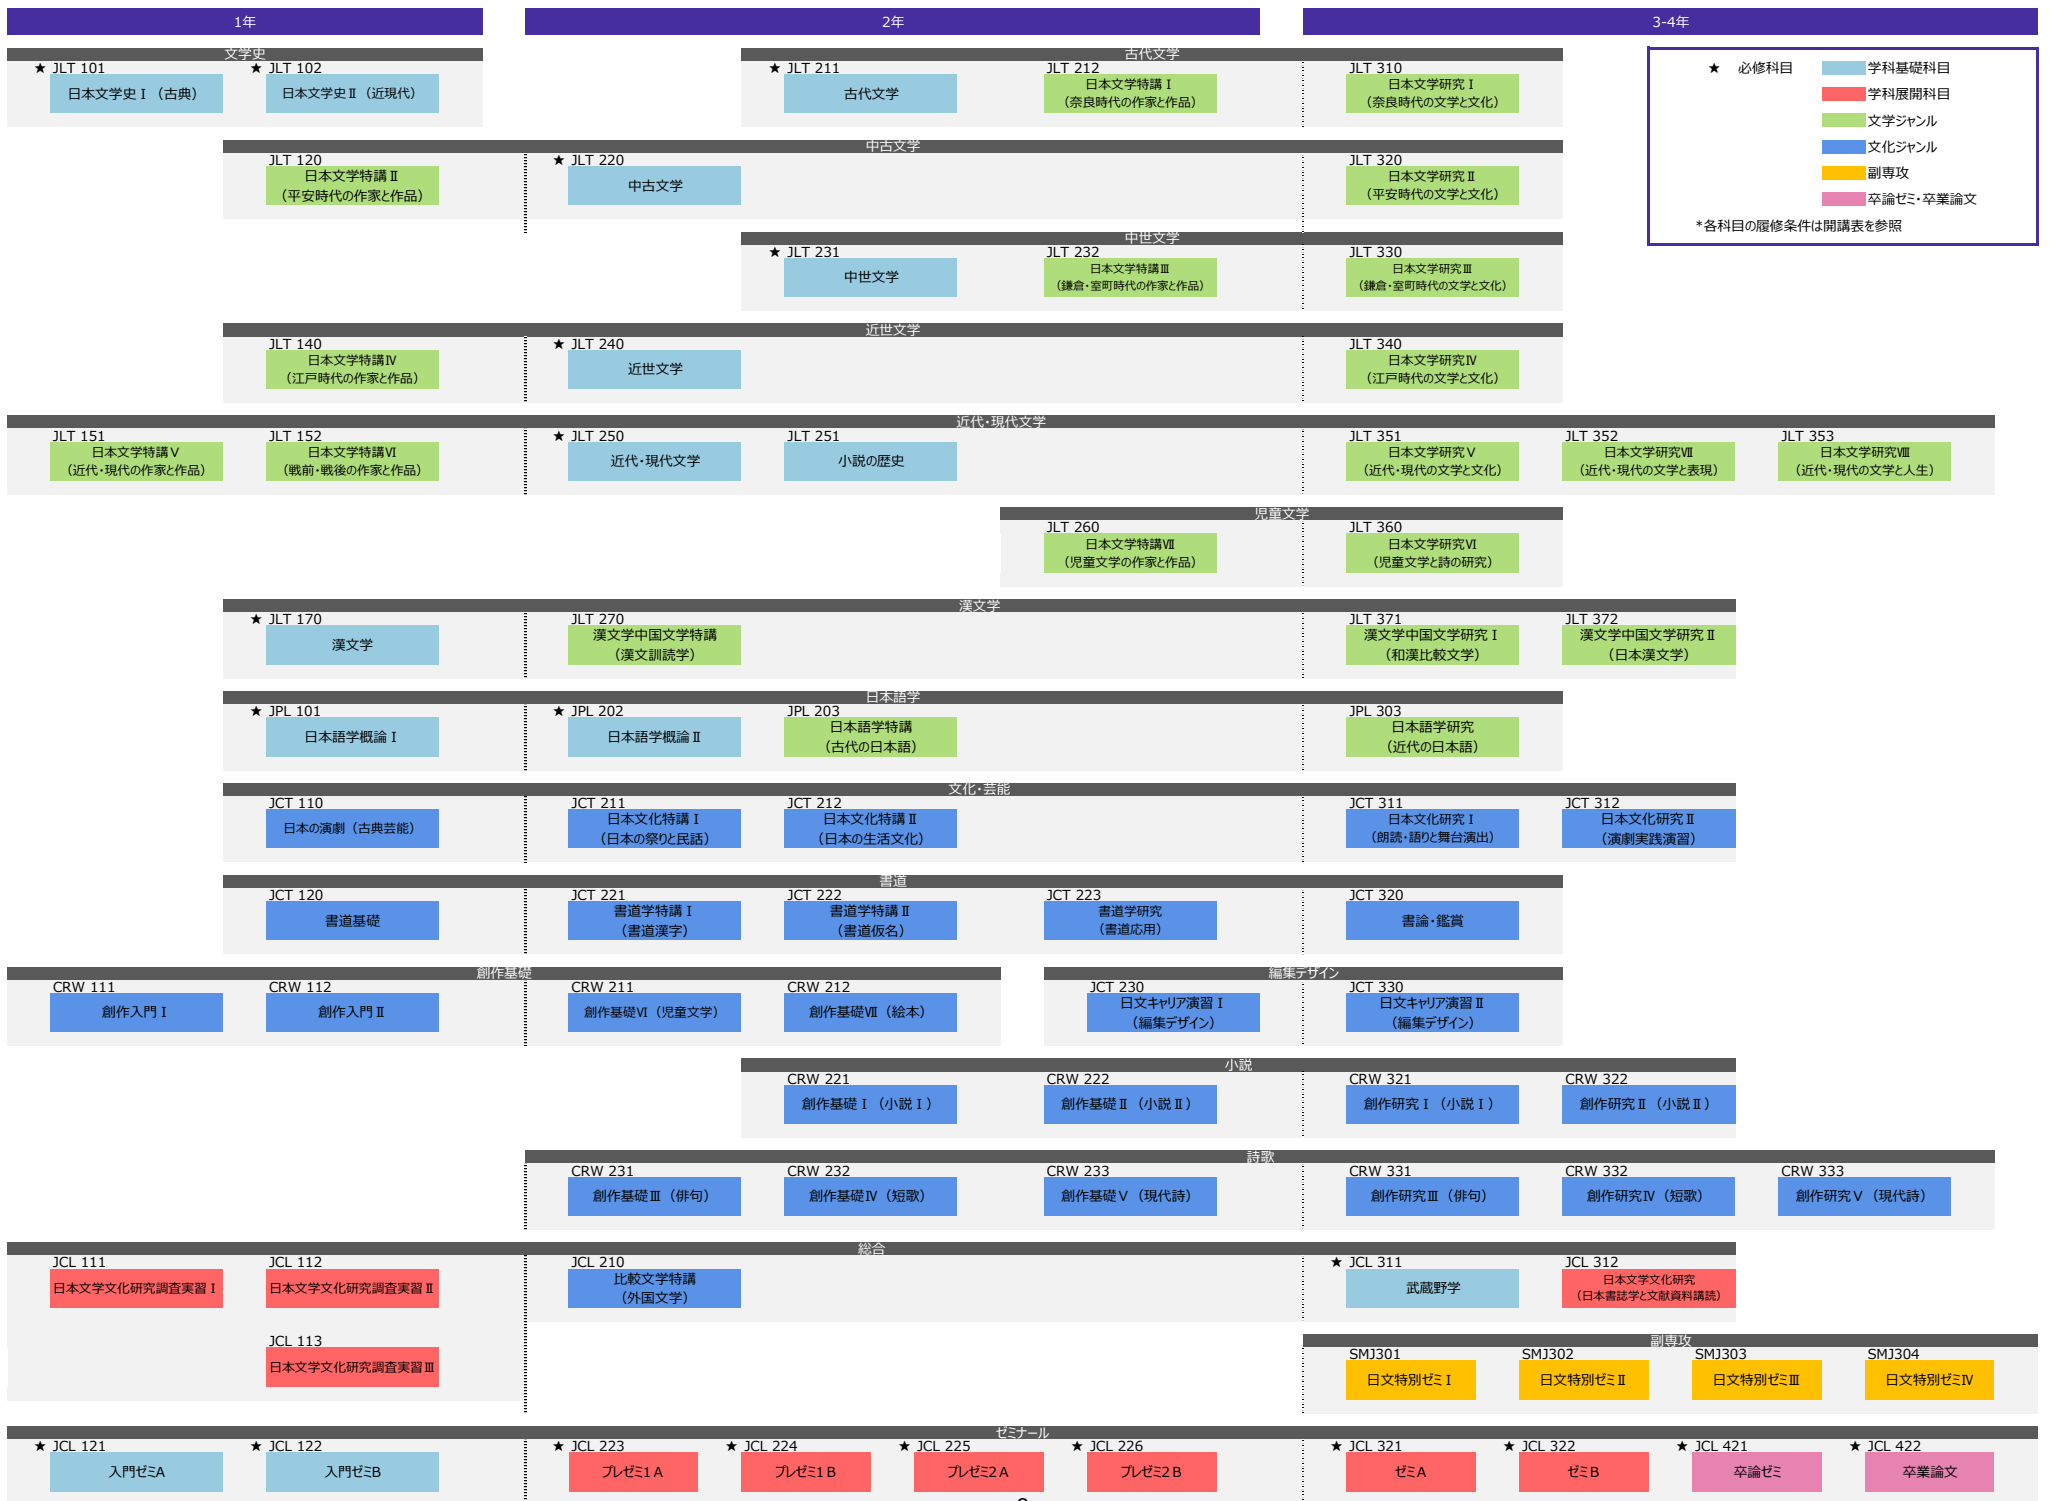 1年
2年
3-4年
文学史
古代文学
★ JLT 101
★ JLT 102
★ JLT 211
JLT 212
JLT 310
日本文学史Ⅰ（古典）
日本文学史Ⅱ（近現代）
古代文学
日本文学特講Ⅰ
（奈良時代の作家と作品）
日本文学研究Ⅰ
（奈良時代の文学と文化）
★ 必修科目
学科基礎科目
学科展開科目
文学ジャンル
文化ジャンル
副専攻
卒論ゼミ・卒業論文
*各科目の履修条件は開講表を参照
中古文学
JLT 120
★ JLT 220
JLT 320
日本文学特講Ⅱ
（平安時代の作家と作品）
中古文学
日本文学研究Ⅱ
（平安時代の文学と文化）
中世文学
★ JLT 231
JLT 232
JLT 330
中世文学
日本文学特講Ⅲ
（鎌倉・室町時代の作家と作品）
日本文学研究Ⅲ
（鎌倉・室町時代の文学と文化）
近世文学
JLT 140
★ JLT 240
JLT 340
日本文学特講Ⅳ
（江戸時代の作家と作品）
近世文学
日本文学研究Ⅳ
（江戸時代の文学と文化）
近代・現代文学
JLT 151
JLT 152
★ JLT 250
JLT 251
JLT 351
JLT 352
JLT 353
日本文学特講Ⅴ
（近代・現代の作家と作品）
日本文学特講Ⅵ
（戦前・戦後の作家と作品）
近代・現代文学
小説の歴史
日本文学研究Ⅴ
（近代・現代の文学と文化）
日本文学研究Ⅶ
（近代・現代の文学と表現）
日本文学研究Ⅷ
（近代・現代の文学と人生）
児童文学
JLT 260
JLT 360
日本文学特講Ⅶ
（児童文学の作家と作品）
日本文学研究Ⅵ
（児童文学と詩の研究）
漢文学
★ JLT 170
JLT 270
JLT 371
JLT 372
漢文学
漢文学中国文学特講
（漢文訓読学）
漢文学中国文学研究Ⅰ
（和漢比較文学）
漢文学中国文学研究Ⅱ
（日本漢文学）
日本語学
★ JPL 101
★ JPL 202
JPL 203
JPL 303
日本語学概論Ⅰ
日本語学概論Ⅱ
日本語学特講
（古代の日本語）
日本語学研究
（近代の日本語）
文化・芸能
JCT 110
JCT 211
JCT 212
JCT 311
JCT 312
日本の演劇（古典芸能）
日本文化特講Ⅰ
（日本の祭りと民話）
日本文化特講Ⅱ
（日本の生活文化）
日本文化研究Ⅰ
（朗読・語りと舞台演出）
日本文化研究Ⅱ
（演劇実践演習）
書道
JCT 120
JCT 221
JCT 222
JCT 223
JCT 320
書道基礎
書道学特講Ⅰ
（書道漢字）
書道学特講Ⅱ
（書道仮名）
書道学研究
（書道応用）
書論・鑑賞
創作基礎
編集デザイン
CRW 111
CRW 112
CRW 211
CRW 212
JCT 230
JCT 330
創作入門Ⅰ
創作入門Ⅱ
創作基礎Ⅵ（児童文学）
創作基礎Ⅶ（絵本）
日文キャリア演習Ⅰ
（編集デザイン）
日文キャリア演習Ⅱ
（編集デザイン）
小説
CRW 221
CRW 222
CRW 321
CRW 322
創作基礎Ⅰ（小説Ⅰ）
創作基礎Ⅱ（小説Ⅱ）
創作研究Ⅰ（小説Ⅰ）
創作研究Ⅱ（小説Ⅱ）
詩歌
CRW 231
CRW 232
CRW 233
CRW 331
CRW 332
CRW 333
創作基礎Ⅲ（俳句）
創作基礎Ⅳ（短歌）
創作基礎Ⅴ（現代詩）
創作研究Ⅲ（俳句）
創作研究Ⅳ（短歌）
創作研究Ⅴ（現代詩）
総合
JCL 111
JCL 112
JCL 210
★ JCL 311
JCL 312
日本文学文化研究調査実習Ⅰ
日本文学文化研究調査実習Ⅱ
比較文学特講
（外国文学）
武蔵野学
日本文学文化研究
（日本書誌学と文献資料講読）
JCL 113
日本文学文化研究調査実習Ⅲ
副専攻
SMJ301
SMJ302
SMJ303
SMJ304
日文特別ゼミⅠ
日文特別ゼミⅡ
日文特別ゼミⅢ
日文特別ゼミⅣ
ゼミナール
★ JCL 121
★ JCL 122
★ JCL 223
★ JCL 224
★ JCL 225
★ JCL 226
★ JCL 321
★ JCL 322
★ JCL 421
★ JCL 422
入門ゼミA
入門ゼミB
プレゼミ1 A
プレゼミ1 B
プレゼミ2 A
プレゼミ2 B
ゼミA
ゼミB
卒論ゼミ
卒業論文